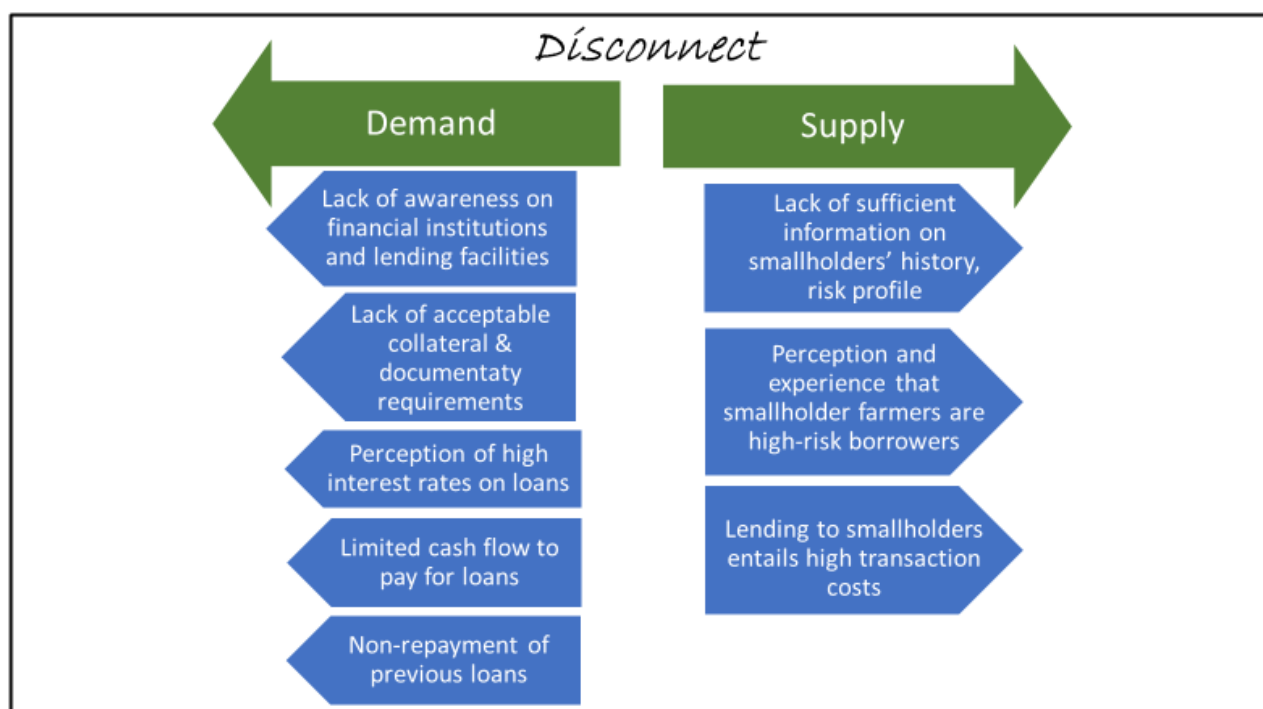 Disconnect
Demand
Lack of awareness on
financial institutions
and lending facilities
Lack of acceptable
collateral &
documentaty
requirements
Perception of high
interest rates on loans
Limited cash flow to
pay for loans
Non-repayment of
previous loans
Supply
Lack of sufficient
information on
smallholders’ history,
risk profile
Perception and
experience that
smallholder farmers are
high-risk borrowers
Lending to smallholders
entails high transaction
costs